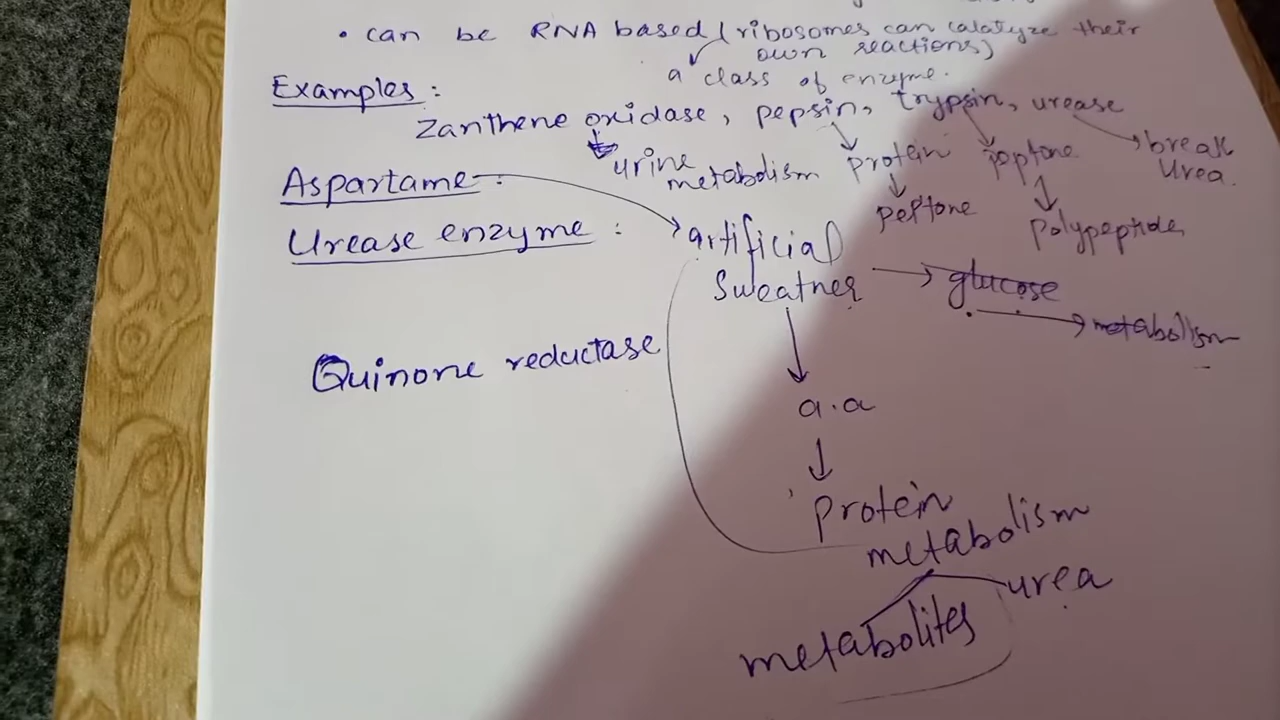 • can be RNA based (ribosomes can catatyze their
own reactions)
a class of enzyme.
Examples :
Zanthene oxidase, pepsin, trypsin, urease
urine
metabolism
protein
peptone
peptone
polypeptide
break
Urea.
Aspartame :
Urease enzyme :
artificial
Sweatner → glucose
→ metabolism
Quinone reductase
a.a
protein
metabolism
urea
metabolites